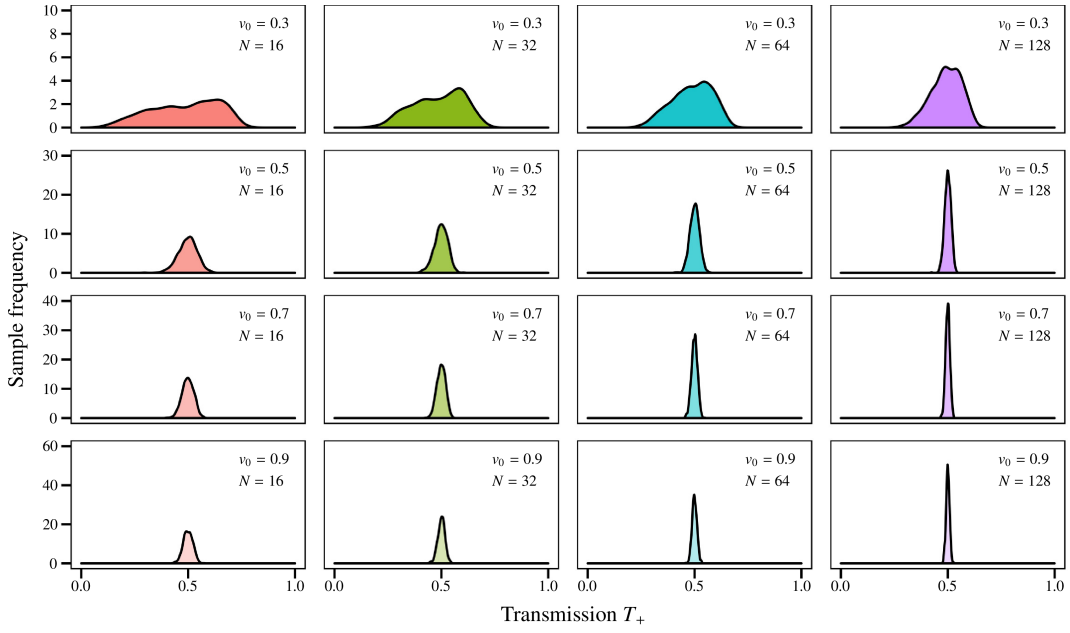 10
8
6
4
2
0
v₀ = 0.3
N = 16
v₀ = 0.3
N = 32
v₀ = 0.3
N = 64
v₀ = 0.3
N = 128
30
20
10
0
v₀ = 0.5
N = 16
v₀ = 0.5
N = 32
v₀ = 0.5
N = 64
v₀ = 0.5
N = 128
40
30
20
10
0
v₀ = 0.7
N = 16
v₀ = 0.7
N = 32
v₀ = 0.7
N = 64
v₀ = 0.7
N = 128
60
40
20
0
v₀ = 0.9
N = 16
v₀ = 0.9
N = 32
v₀ = 0.9
N = 64
v₀ = 0.9
N = 128
0.0 0.5 1.0 0.0 0.5 1.0 0.0 0.5 1.0 0.0 0.5 1.0
Sample frequency
Transmission T₊